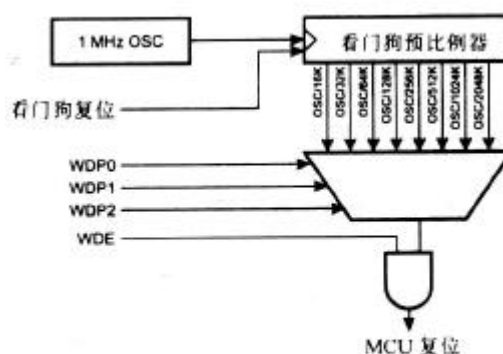 1 MHz OSC
看门狗预比例器
看门狗复位
OSC/16K
OSC/32K
OSC/64K
OSC/128K
OSC/256K
OSC/512K
OSC/1024K
OSC/2048K
WDP0
WDP1
WDP2
WDE
MCU 复位